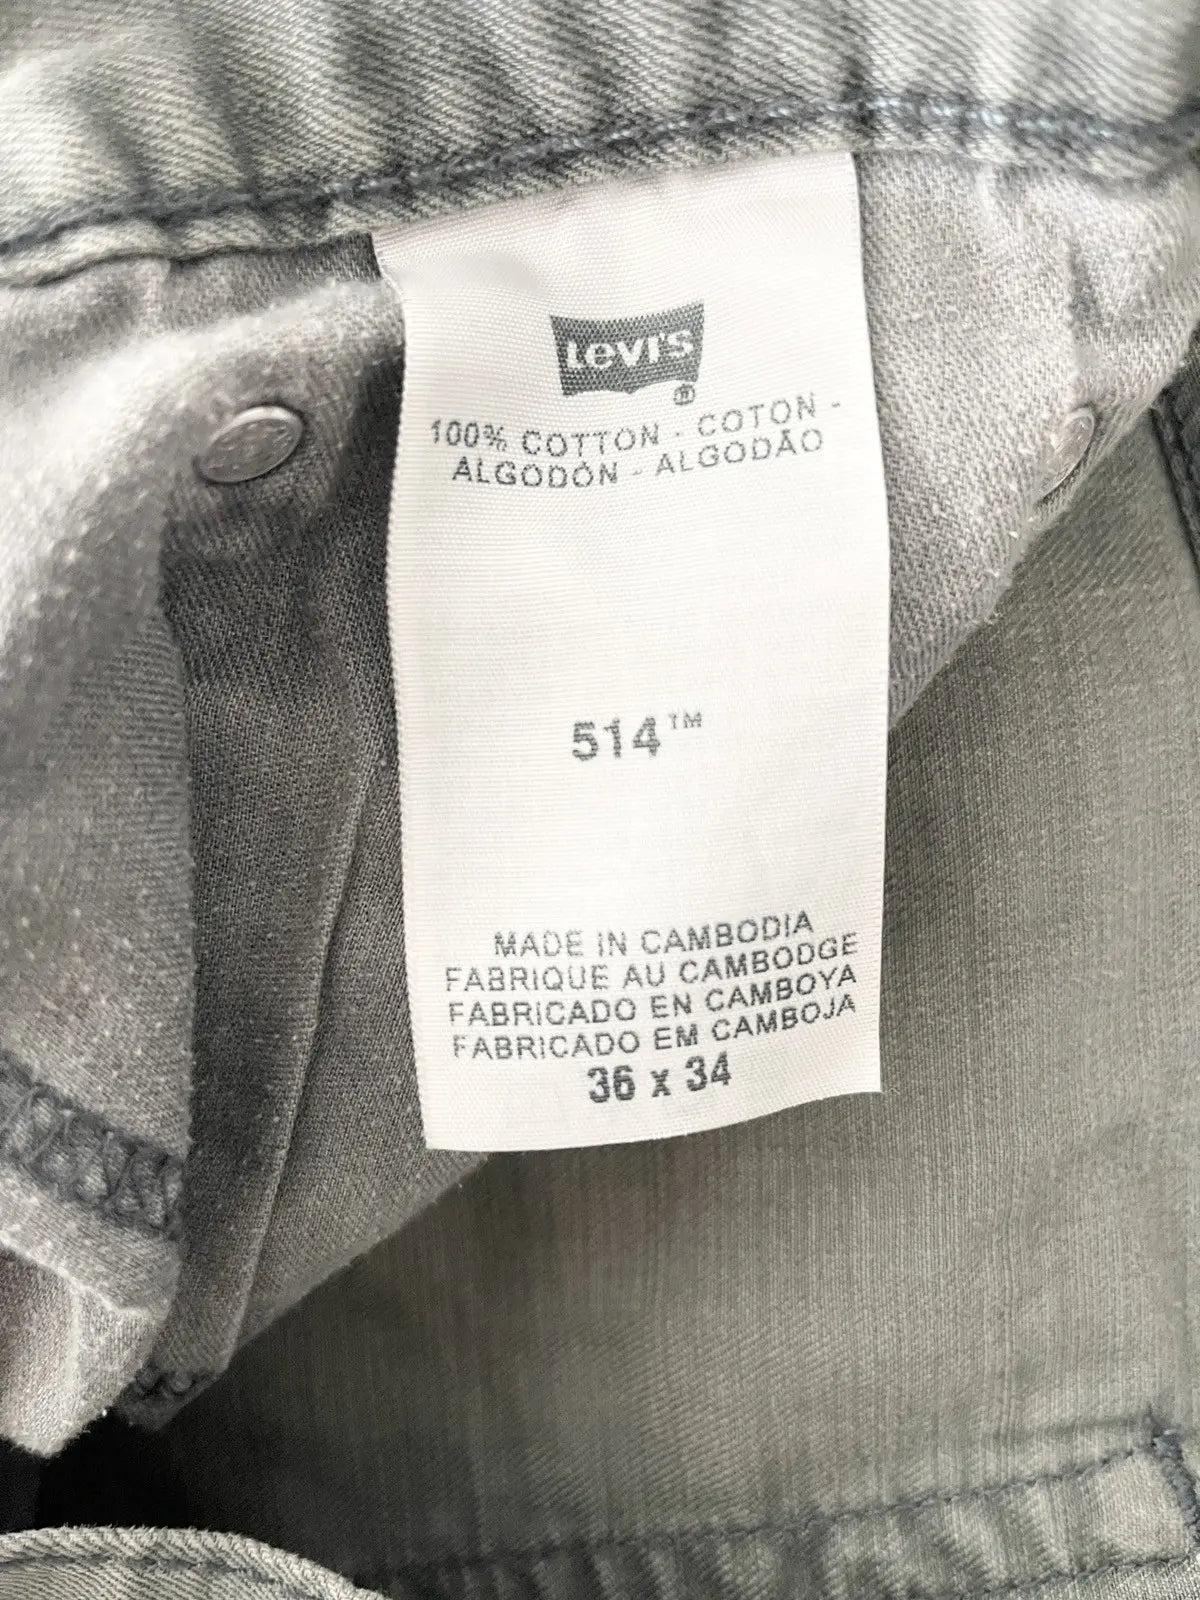 LEVI'S
®
100% COTTON - COTON -
ALGODÓN - ALGODÃO
514™
MADE IN CAMBODIA
FABRIQUE AU CAMBODGE
FABRICADO EN CAMBOYA
FABRICADO EM CAMBOJA
36 x 34